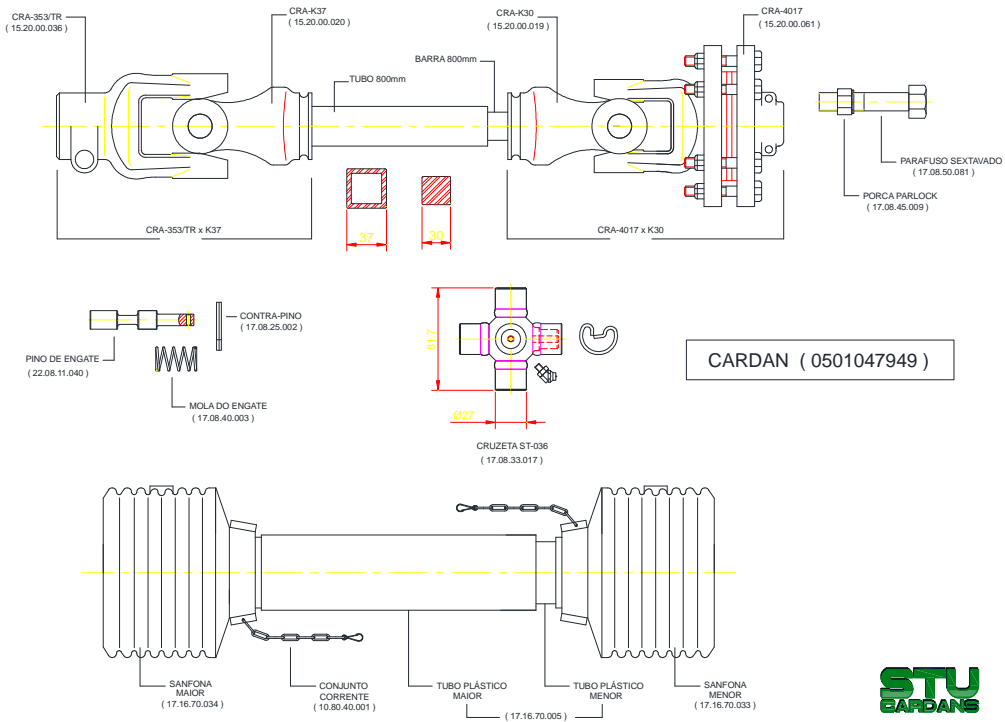 CRA-353/TR
( 15.20.00.036 )
CRA-K37
( 15.20.00.020 )
CRA-K30
( 15.20.00.019 )
CRA-4017
( 15.20.00.061 )
BARRA 800mm
TUBO 800mm
PARAFUSO SEXTAVADO
( 17.08.50.081 )
PORCA PARLOCK
( 17.08.45.009 )
CRA-353/TR x K37
37
30
CRA-4017 x K30
CONTRA-PINO
( 17.08.25.002 )
PINO DE ENGATE
( 22.08.11.040 )
MOLA DO ENGATE
( 17.08.40.003 )
81,7
Ø27
CRUZETA ST-036
( 17.08.33.017 )
CARDAN ( 0501047949 )
SANFONA
MAIOR
( 17.16.70.034 )
CONJUNTO
CORRENTE
( 10.80.40.001 )
TUBO PLÁSTICO
MAIOR
TUBO PLÁSTICO
MENOR
( 17.16.70.005 )
SANFONA
MENOR
( 17.16.70.033 )
STU
CARDANS